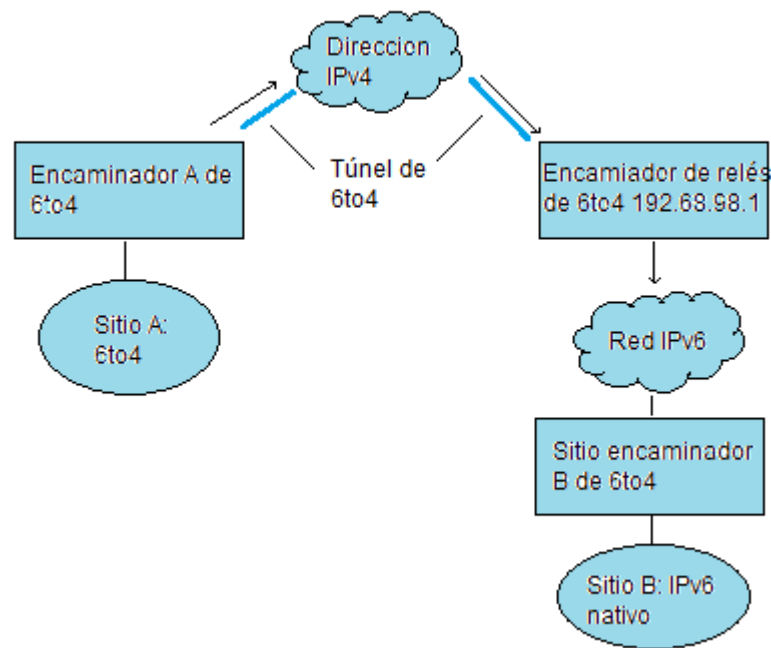 Direccion
IPv4
Encaminador A de
6to4
Túnel de
6to4
Encamiador de relés
de 6to4 192.68.98.1
Sitio A:
6to4
Red IPv6
Sitio encaminador
B de 6to4
Sitio B: IPv6
nativo